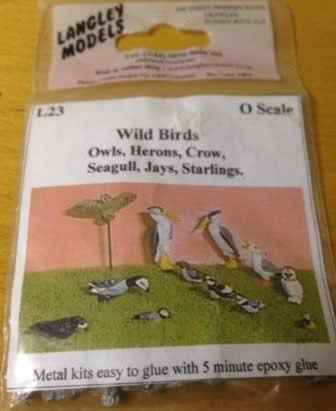 LANGLEY
MODELS
L23
O Scale
Wild Birds
Owls, Herons, Crow,
Seagull, Jays, Starlings.
Metal kits easy to glue with 5 minute epoxy glue